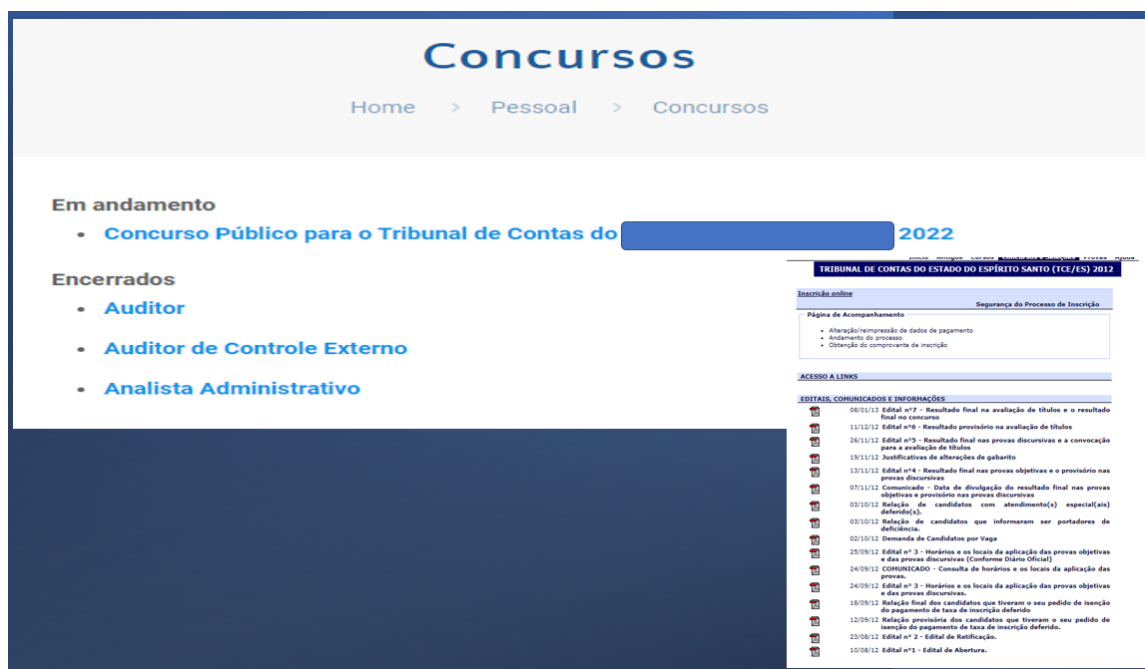 Concursos
Home > Pessoal > Concursos
Em andamento
• Concurso Público para o Tribunal de Contas do 2022
Encerrados
• Auditor
• Auditor de Controle Externo
• Analista Administrativo
Início Antigos Cursos Concursos e Seleções Provas Ajuda
TRIBUNAL DE CONTAS DO ESTADO DO ESPÍRITO SANTO (TCE/ES) 2012
Inscrição online
Segurança do Processo de Inscrição
Página de Acompanhamento
• Alteração/reimpressão de dados de pagamento
• Andamento do processo
• Obtenção do comprovante de inscrição
ACESSO A LINKS
EDITAIS, COMUNICADOS E INFORMAÇÕES
08/01/13 Edital nº7 - Resultado final na avaliação de títulos e o resultado
final no concurso
11/12/12 Edital nº6 - Resultado provisório na avaliação de títulos
26/11/12 Edital nº5 - Resultado final nas provas discursivas e a convocação
para a avaliação de títulos
19/11/12 Justificativas de alterações de gabarito
13/11/12 Edital nº4 - Resultado final nas provas objetivas e o provisório nas
provas discursivas
07/11/12 Comunicado - Data de divulgação do resultado final nas provas
objetivas e provisório nas provas discursivas
03/10/12 Relação de candidatos com atendimento(s) especial(ais)
deferido(s).
03/10/12 Relação de candidatos que informaram ser portadores de
deficiência.
02/10/12 Demanda de Candidatos por Vaga
25/09/12 Edital nº 3 - Horários e os locais da aplicação das provas objetivas
e das provas discursivas (Conforme Diário Oficial)
24/09/12 COMUNICADO - Consulta de horários e os locais da aplicação das
provas.
24/09/12 Edital nº 3 - Horários e os locais da aplicação das provas objetivas
e das provas discursivas.
18/09/12 Relação final dos candidatos que tiveram o seu pedido de isenção
do pagamento de taxa de inscrição deferido
12/09/12 Relação provisória dos candidatos que tiveram o seu pedido de
isenção do pagamento de taxa de inscrição deferido.
23/08/12 Edital nº 2 - Edital de Retificação.
10/08/12 Edital nº1 - Edital de Abertura.